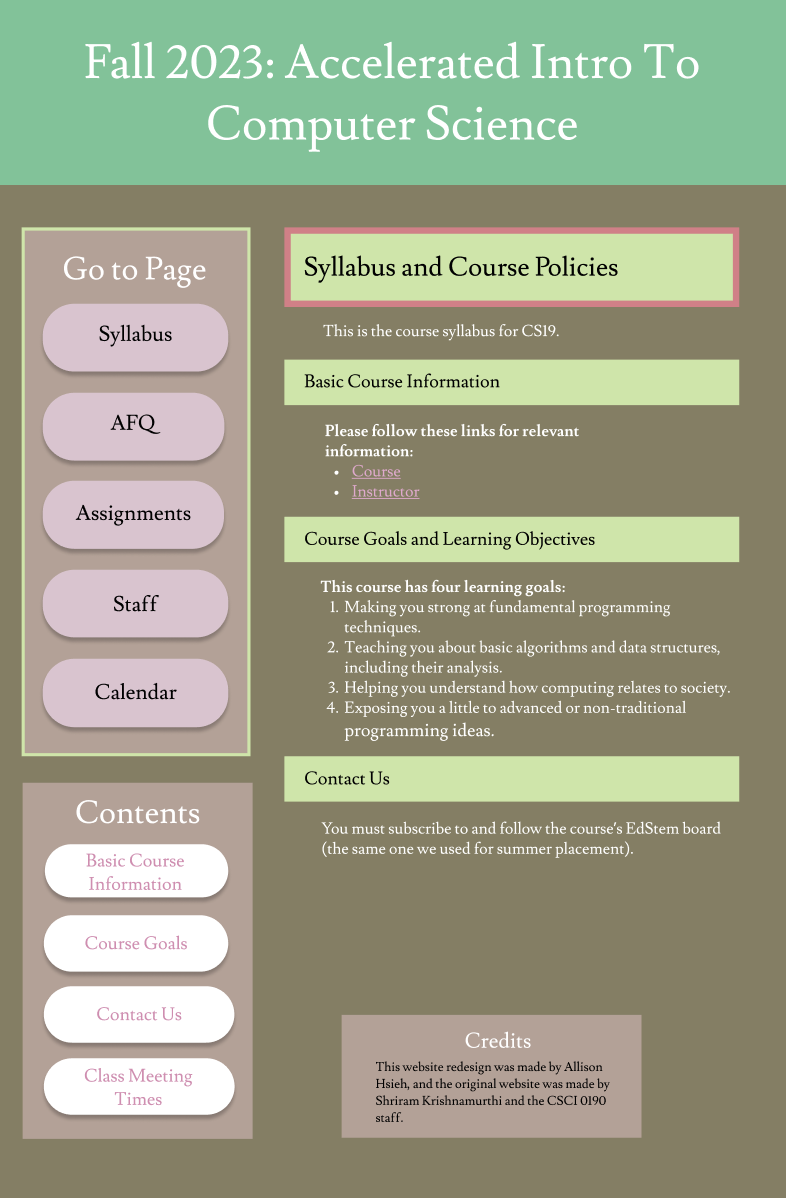 Fall 2023: Accelerated Intro To
Computer Science
Go to Page
Syllabus
AFQ
Assignments
Staff
Calendar
Contents
Basic Course
Information
Course Goals
Contact Us
Class Meeting
Times
Syllabus and Course Policies
This is the course syllabus for CS19.
Basic Course Information
Please follow these links for relevant
information:
• Course
• Instructor
Course Goals and Learning Objectives
This course has four learning goals:
1. Making you strong at fundamental programming
techniques.
2. Teaching you about basic algorithms and data structures,
including their analysis.
3. Helping you understand how computing relates to society.
4. Exposing you a little to advanced or non-traditional
programming ideas.
Contact Us
You must subscribe to and follow the course's EdStem board
(the same one we used for summer placement).
Credits
This website redesign was made by Allison
Hsieh, and the original website was made by
Shriram Krishnamurthi and the CSCI 0190
staff.